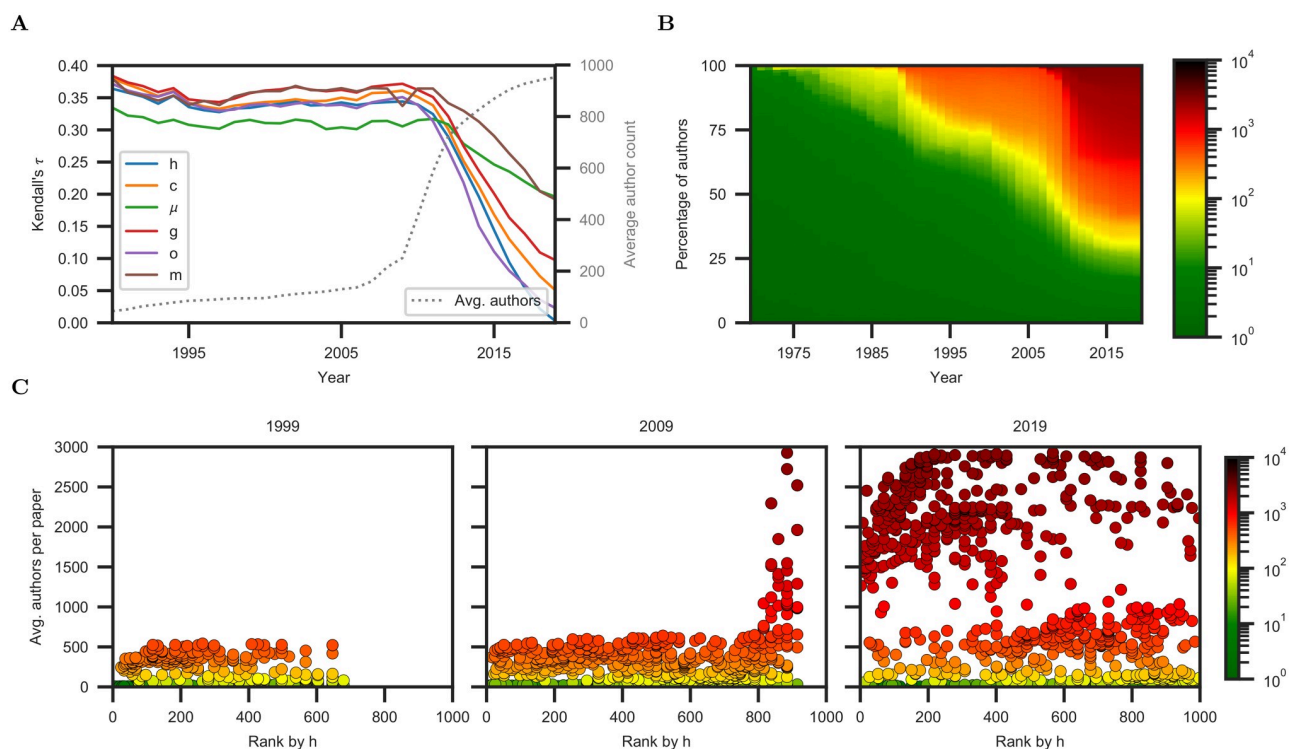 A
B
0.40
0.35
0.30
0.25
0.20
0.15
0.10
0.05
0.00
Kendall's τ
h
c
μ
g
o
m
Avg. authors
1000
800
600
400
200
0
Average author count
1995
2005
2015
Year
100
75
50
25
0
Percentage of authors
1975
1985
1995
2005
2015
Year
10⁴
10³
10²
10¹
10⁰
C
1999
2009
2019
3000
2500
2000
1500
1000
500
0
Avg. authors per paper
0 200 400 600 800 1000
Rank by h
0 200 400 600 800 1000
Rank by h
0 200 400 600 800 1000
Rank by h
10⁴
10³
10²
10¹
10⁰